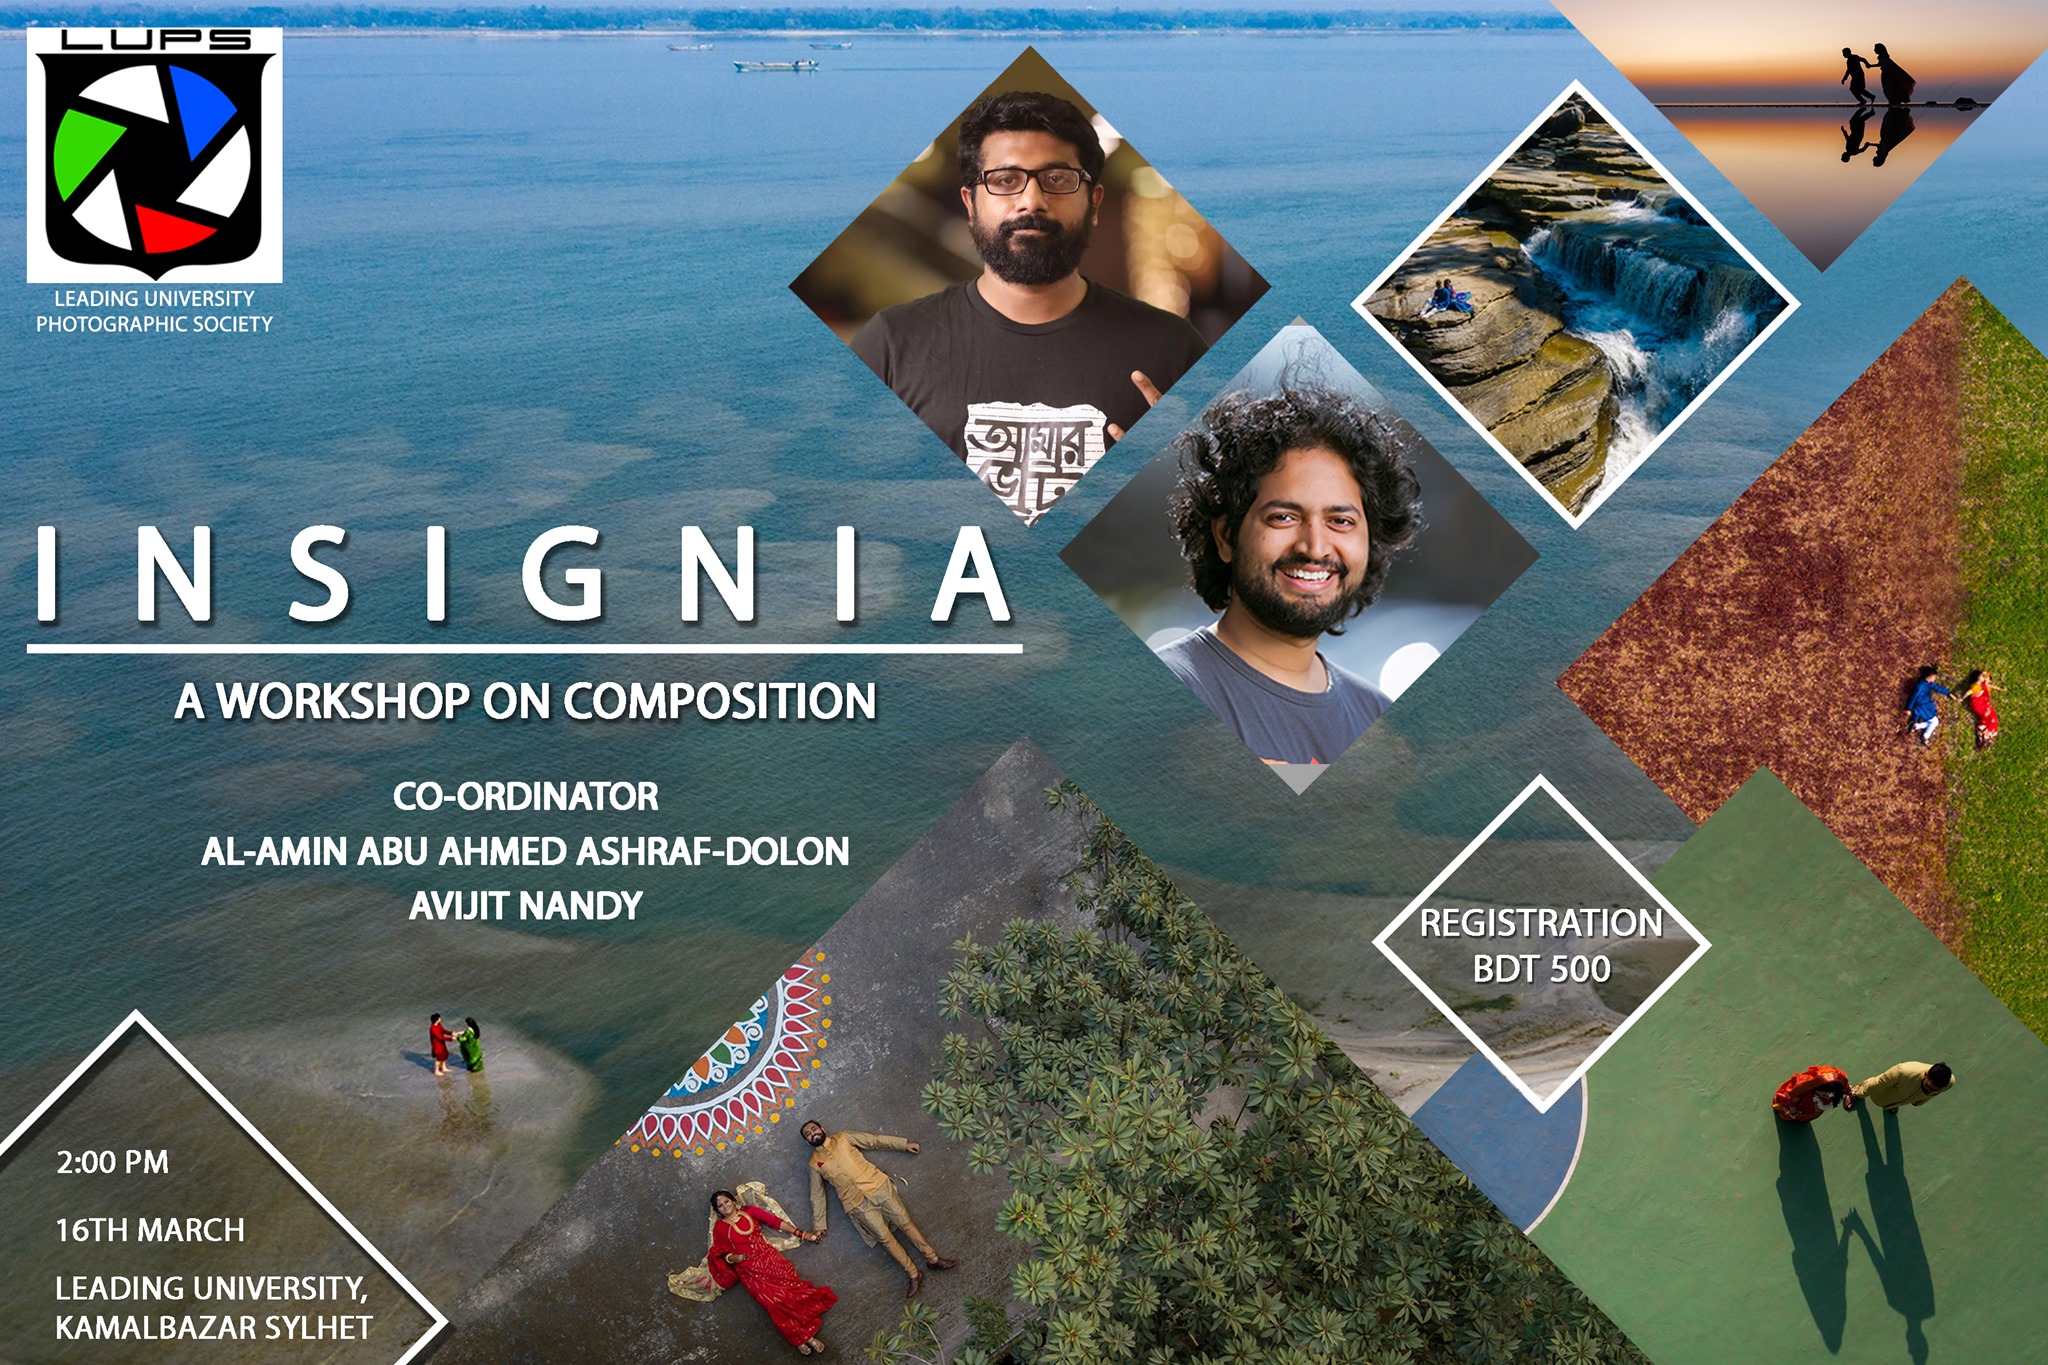 LUPS
LEADING UNIVERSITY
PHOTOGRAPHIC SOCIETY
আমার
INSIGNIA
A WORKSHOP ON COMPOSITION
CO-ORDINATOR
AL-AMIN ABU AHMED ASHRAF-DOLON
AVIJIT NANDY
REGISTRATION
BDT 500
2:00 PM
16TH MARCH
LEADING UNIVERSITY,
KAMALBAZAR SYLHET